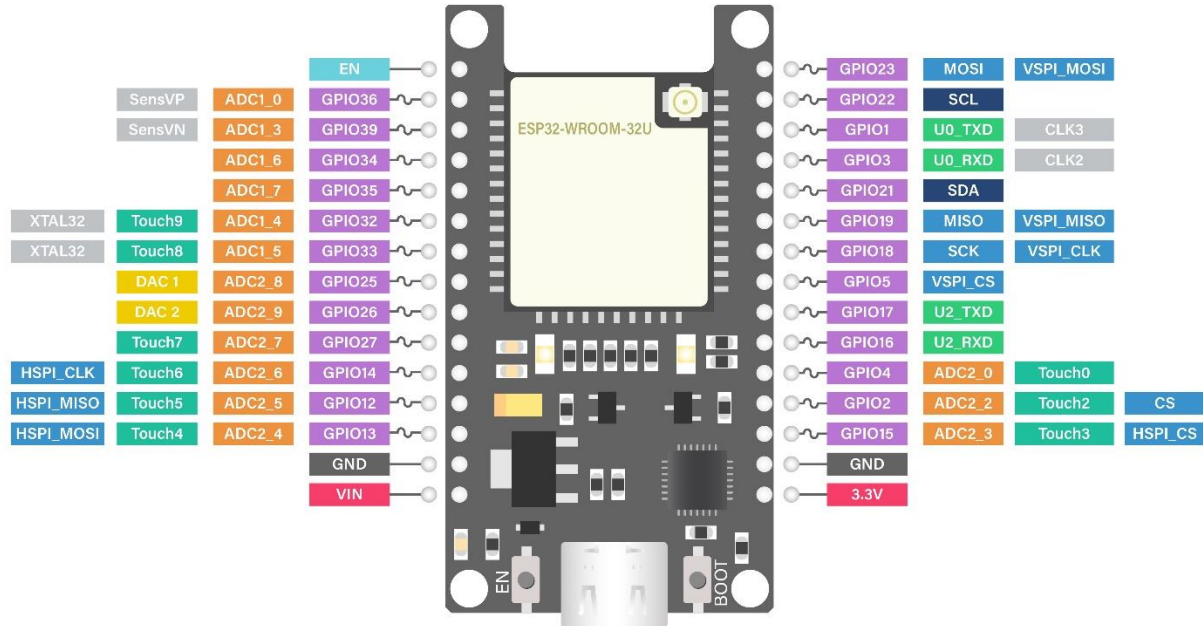 EN GPIO23 MOSI VSPI_MOSI
SensVP ADC1_0 GPIO36 GPIO22 SCL
SensVN ADC1_3 GPIO39 ESP32-WROOM-32U GPIO1 U0_TXD CLK3
ADC1_6 GPIO34 GPIO3 U0_RXD CLK2
ADC1_7 GPIO35 GPIO21 SDA
XTAL32 Touch9 ADC1_4 GPIO32 GPIO19 MISO VSPI_MISO
XTAL32 Touch8 ADC1_5 GPIO33 GPIO18 SCK VSPI_CLK
DAC 1 ADC2_8 GPIO25 GPIO5 VSPI_CS
DAC 2 ADC2_9 GPIO26 GPIO17 U2_TXD
Touch7 ADC2_7 GPIO27 GPIO16 U2_RXD
HSPI_CLK Touch6 ADC2_6 GPIO14 GPIO4 ADC2_0 Touch0
HSPI_MISO Touch5 ADC2_5 GPIO12 GPIO2 ADC2_2 Touch2 CS
HSPI_MOSI Touch4 ADC2_4 GPIO13 GPIO15 ADC2_3 Touch3 HSPI_CS
GND GND
VIN 3.3V
EN BOOT